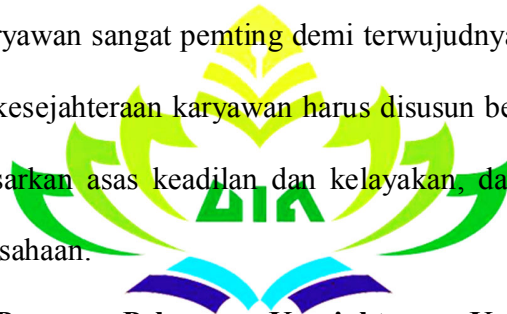 ryawan sangat pemting demi terwujudnya
kesejahteraan karyawan harus disusun be
sarkan asas keadilan dan kelayakan, da
sahaan.